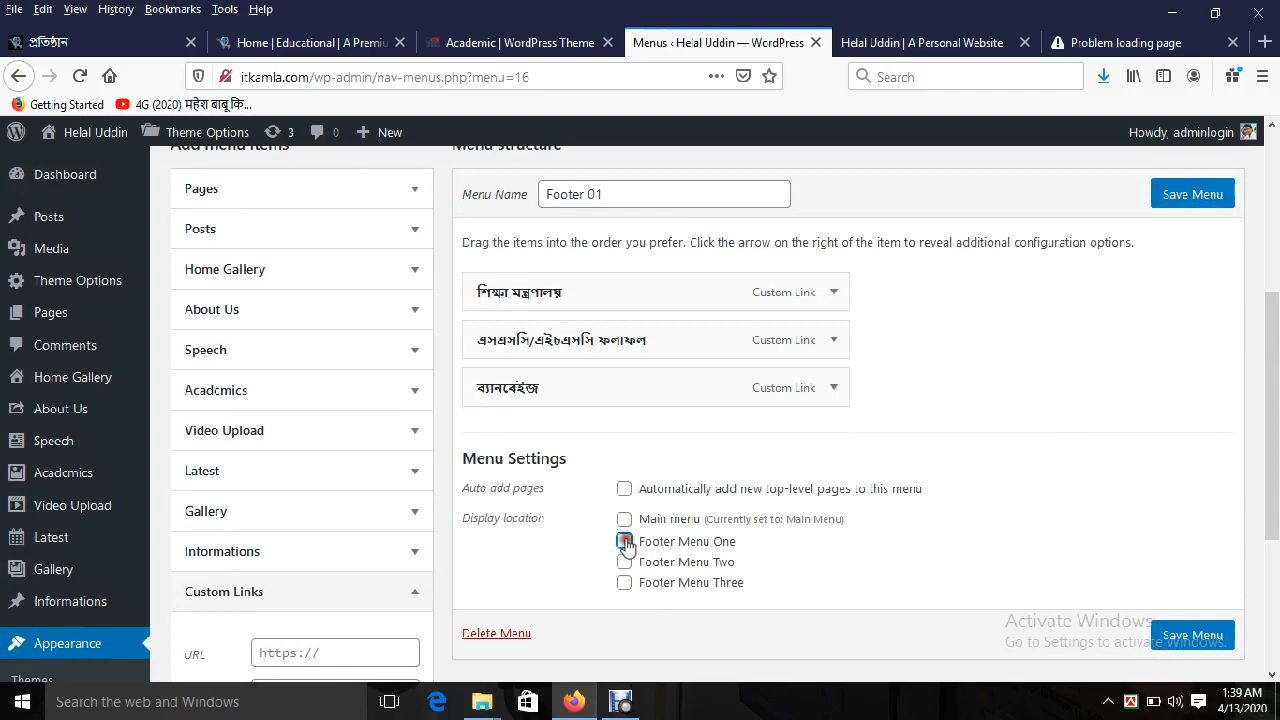 File Edit View History Bookmarks Tools Help
প্রতিষ্ঠান
Home | Educational | A Premiu
Academic | WordPress Theme
Menus ‹ Helal Uddin — WordPress
Helal Uddin | A Personal Website
Problem loading page
itkamla.com/wp-admin/nav-menus.php?menu=16
Search
Getting Started
4G (2020) महेश बाबू कि...
Helal Uddin Theme Options 3 0 New
Howdy, adminlogin
Add menu items
Menu structure
Dashboard
Posts
Media
Theme Options
Pages
Comments
Home Gallery
About Us
Speech
Acadcmics
Video Upload
Latest
Gallery
Informations
Appearance
Themes
Pages
Posts
Home Gallery
About Us
Speech
Acadcmics
Video Upload
Latest
Gallery
Informations
Custom Links
URL https://
Menu Name Footer 01 Save Menu
Drag the items into the order you prefer. Click the arrow on the right of the item to reveal additional configuration options.
শিক্ষা মন্ত্রণালয় Custom Link
এসএসসি/এইচএসসি ফলাফল Custom Link
ব্যানবেইজ Custom Link
Menu Settings
Auto add pages Automatically add new top-level pages to this menu
Display location Main menu (Currently set to: Main Menu)
Footer Menu One
Footer Menu Two
Footer Menu Three
Delete Menu Save Menu
Activate Windows
Go to Settings to activate Windows.
Search the web and Windows
1:39 AM
4/13/2020